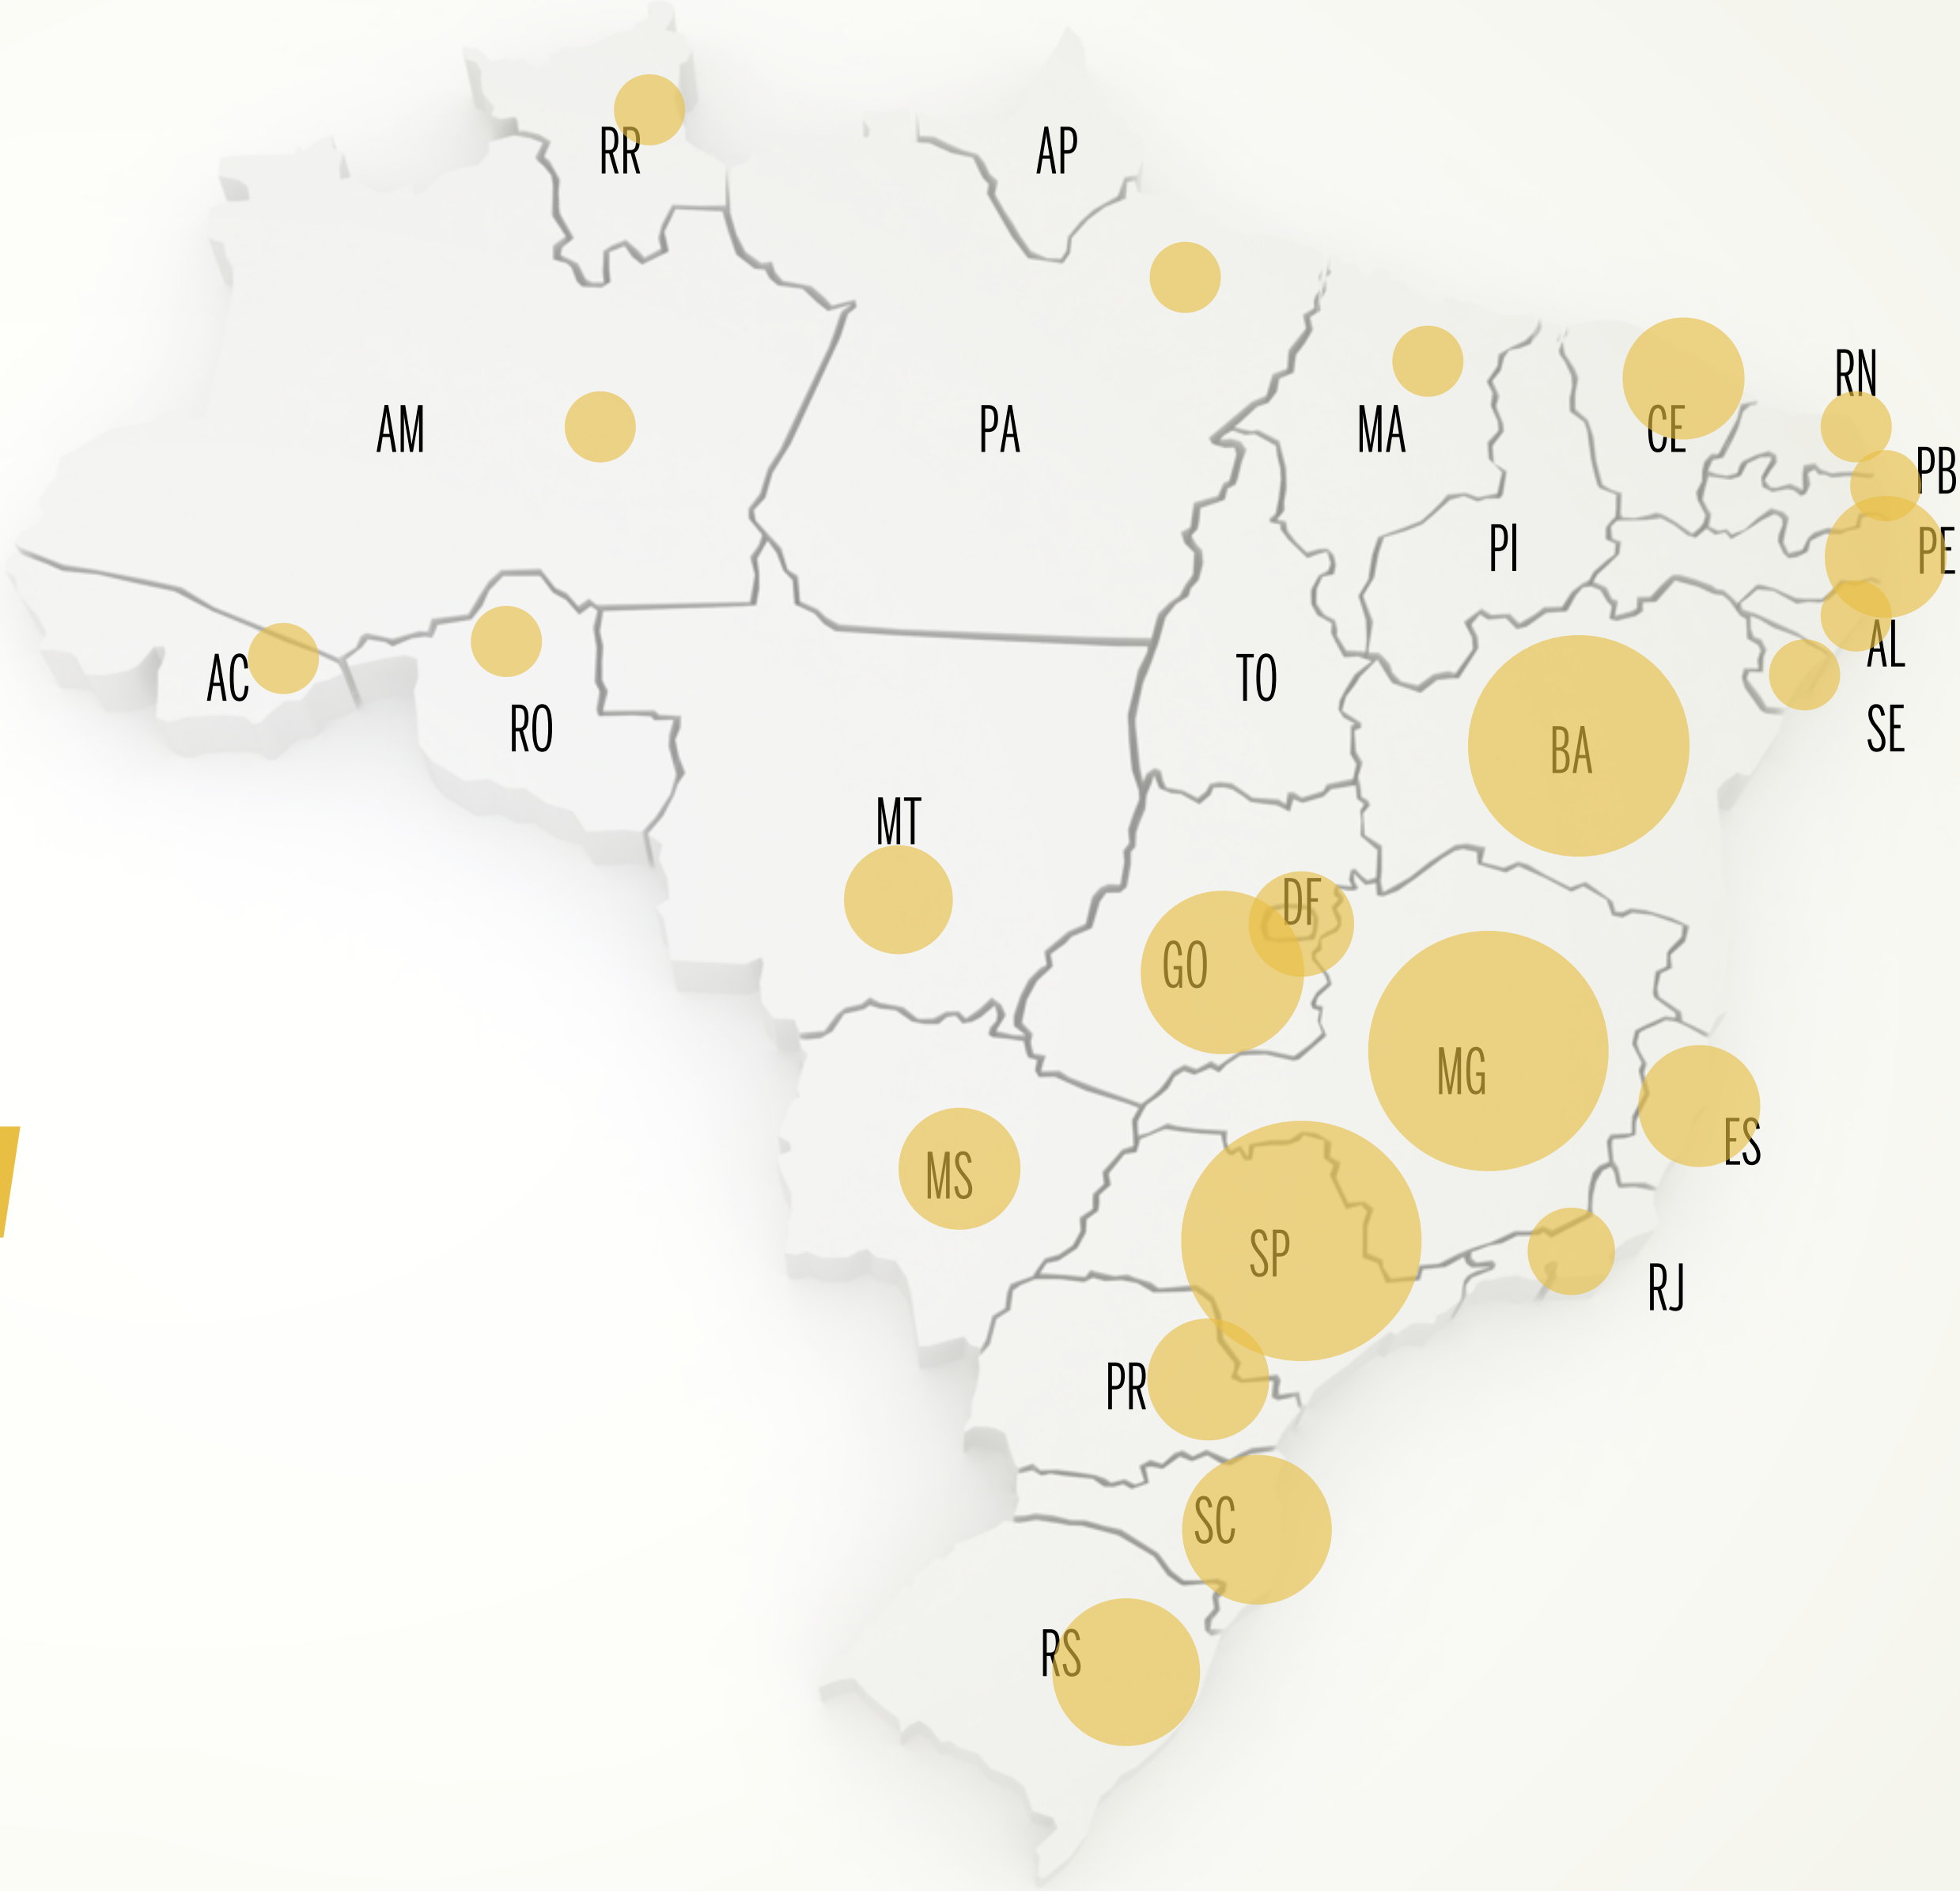 RR
AP
RN
AM
PA
MA
CE
PB
PI
PE
AC
TO
AL
RO
BA
SE
MT
DF
GO
MG
MS
ES
SP
RJ
PR
SC
RS